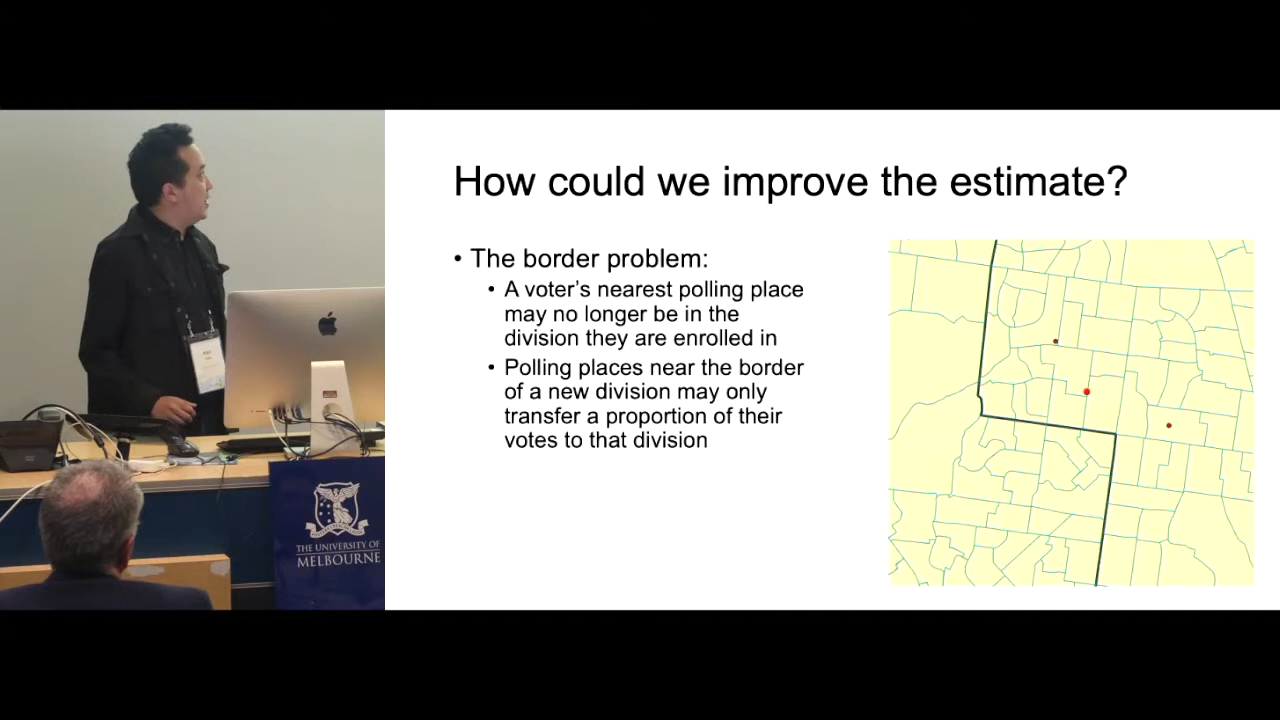 How could we improve the estimate?
• The border problem:
• A voter's nearest polling place
may no longer be in the
division they are enrolled in
• Polling places near the border
of a new division may only
transfer a proportion of their
votes to that division
THE UNIVERSITY OF
MELBOURNE